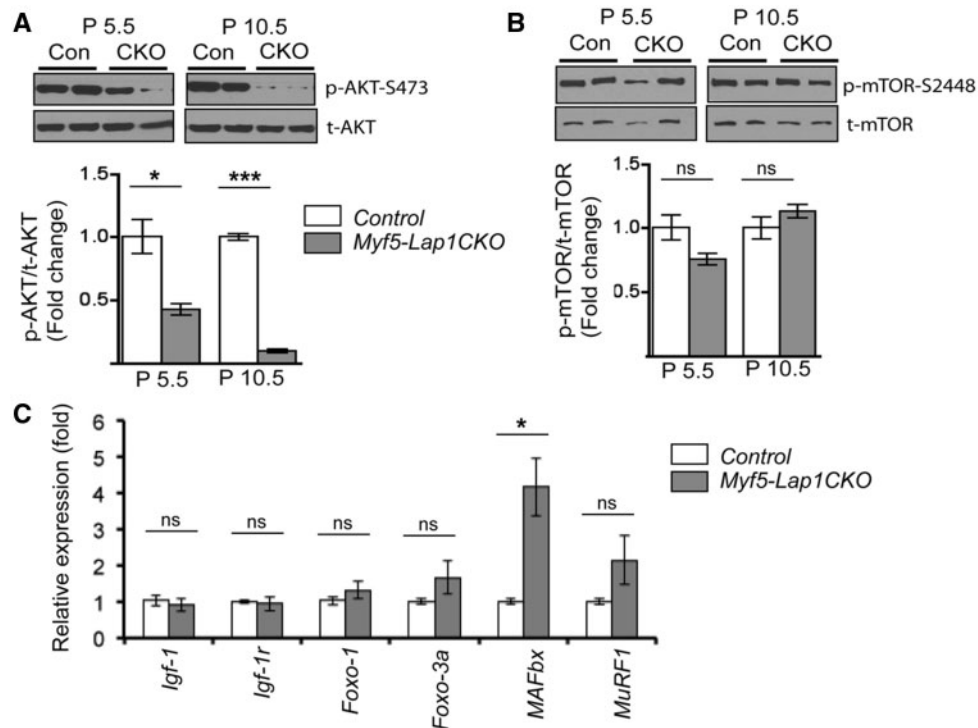 A
P 5.5 P 10.5
Con CKO Con CKO
p-AKT-S473
t-AKT
1.5
1.0
0.5
p-AKT/t-AKT
(Fold change)
* ***
P 5.5 P 10.5
Control
Myf5-Lap1CKO
B
P 5.5 P 10.5
Con CKO Con CKO
p-mTOR-S2448
t-mTOR
1.5
1.0
0.5
p-mTOR/t-mTOR
(Fold change)
ns ns
P 5.5 P 10.5
C
Relative expression (fold)
6
5
4
3
2
1
0
ns ns ns ns * ns
Igf-1 Igf-1r Foxo-1 Foxo-3a MAFbx MuRF1
Control
Myf5-Lap1CKO